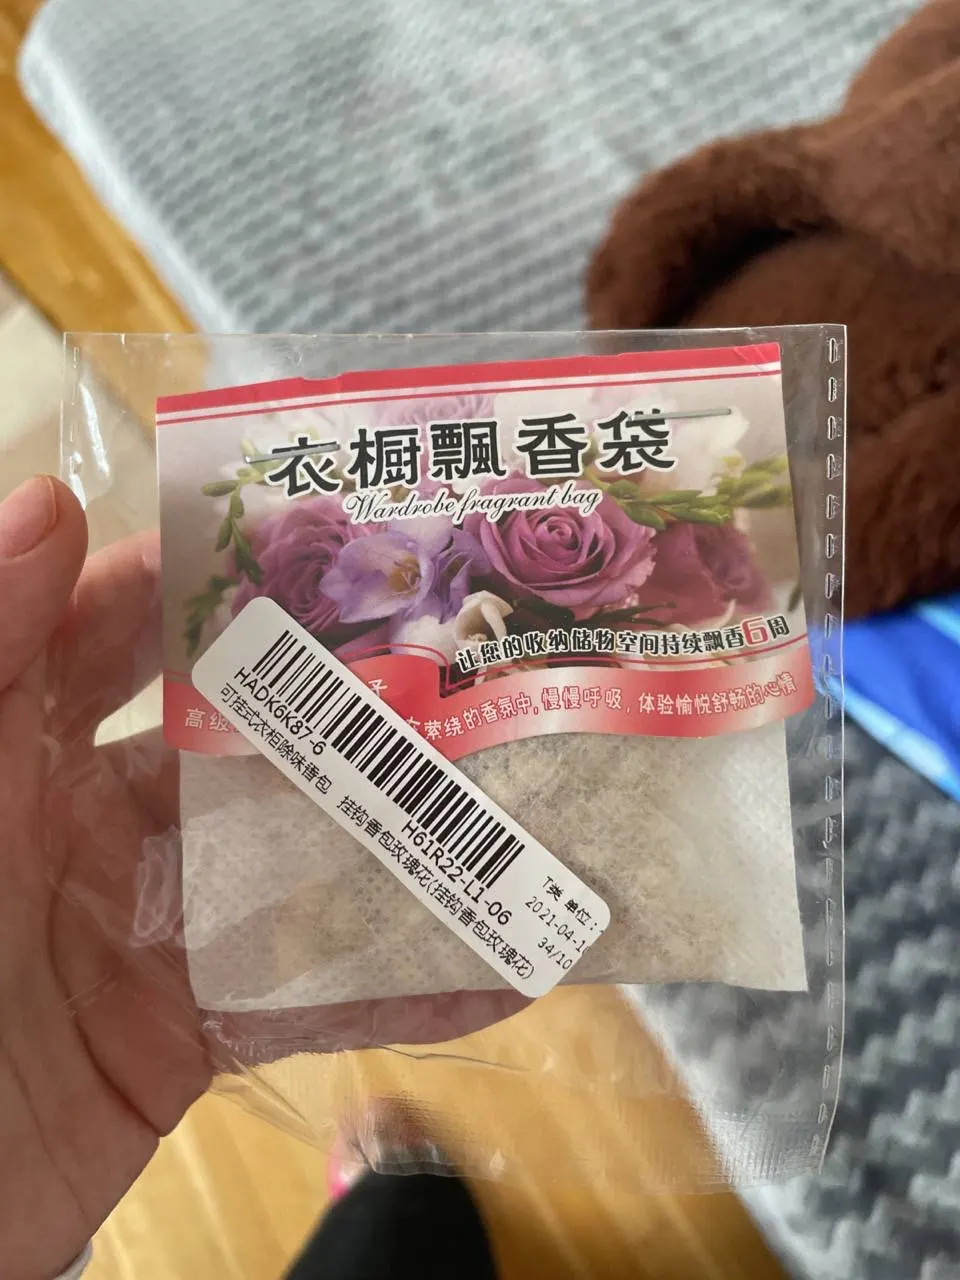 衣橱飘香袋
Wardrobe fragrant bag
让您的收纳储物空间持续飘香6周
高级
萦绕的香氛中,慢慢呼吸,体验愉悦舒畅的心情
HADK6K87-6
H61R22-L1-06
可挂式衣柜除味香包 挂钩香包玫瑰花(挂钩香包玫瑰花)
T类 单位:
2021-04-1
34/10